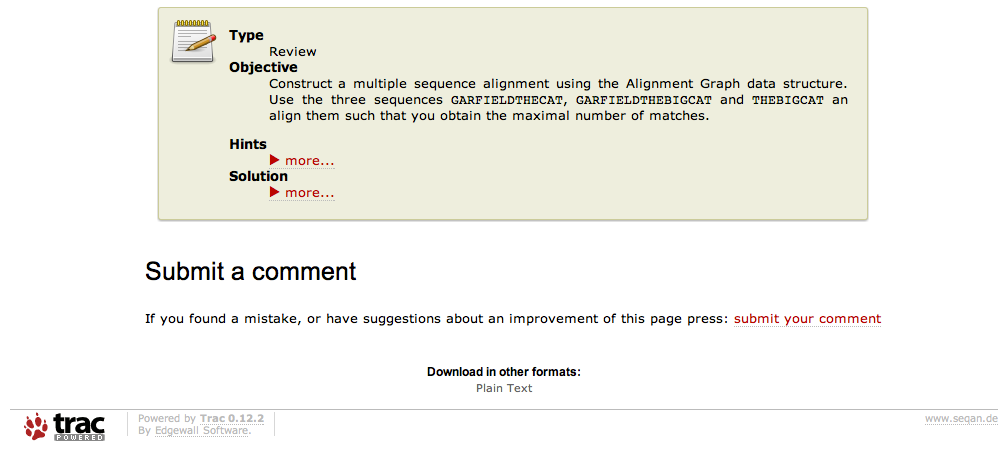 Type
Review
Objective
Construct a multiple sequence alignment using the Alignment Graph data structure.
Use the three sequences GARFIELDTHECAT, GARFIELDTHEBIGCAT and THEBIGCAT an
align them such that you obtain the maximal number of matches.
Hints
more...
Solution
more...
Submit a comment
If you found a mistake, or have suggestions about an improvement of this page press: submit your comment
Download in other formats:
Plain Text
trac
POWERED
Powered by Trac 0.12.2
By Edgewall Software.
www.seqan.de